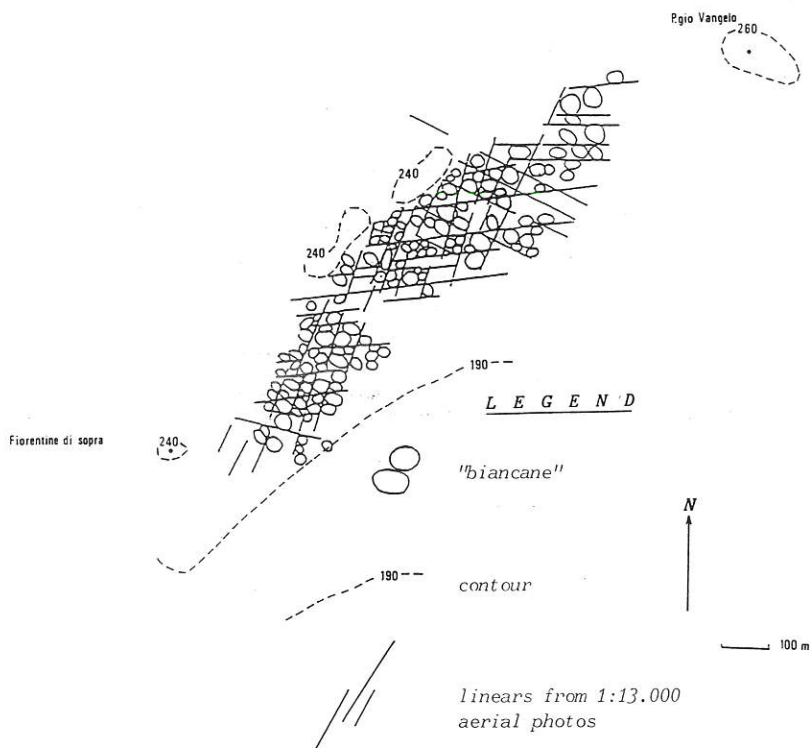 P.gio Vangelo
260
240
240
190
L E G E N D
Fiorentine di sopra
240
"biancane"
N
190
contour
100 m
linears from 1:13.000
aerial photos